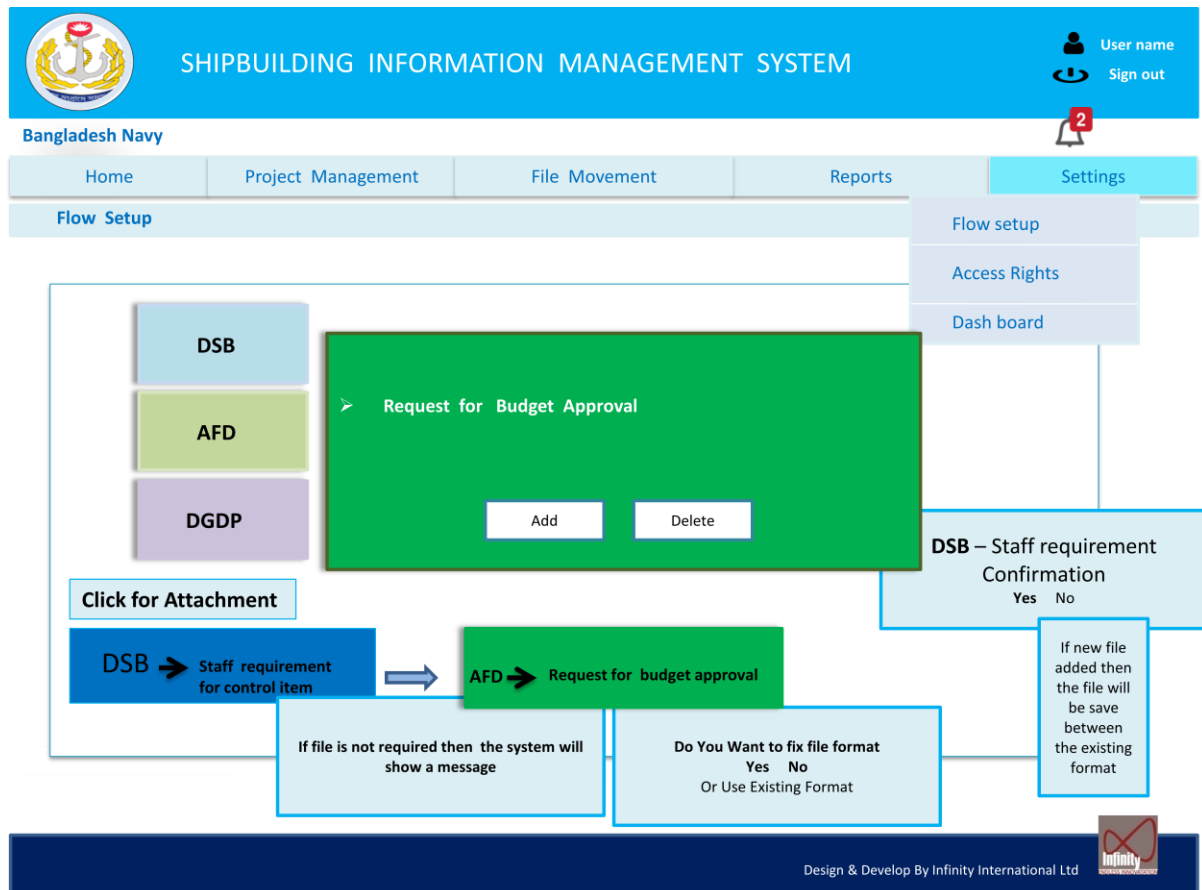 SHIPBUILDING INFORMATION MANAGEMENT SYSTEM
User name
Sign out
2
Bangladesh Navy
Home
Project Management
File Movement
Reports
Settings
Flow Setup
Flow setup
Access Rights
Dash board
DSB
AFD
DGDP
➢ Request for Budget Approval
Add
Delete
DSB – Staff requirement
Confirmation
Yes No
Click for Attachment
DSB ➔ Staff requirement
for control item
AFD ➔ Request for budget approval
If new file
added then
the file will
be save
between
the existing
format
If file is not required then the system will
show a message
Do You Want to fix file format
Yes No
Or Use Existing Format
Design & Develop By Infinity International Ltd
Infinity
ENDLESS INNOVATION